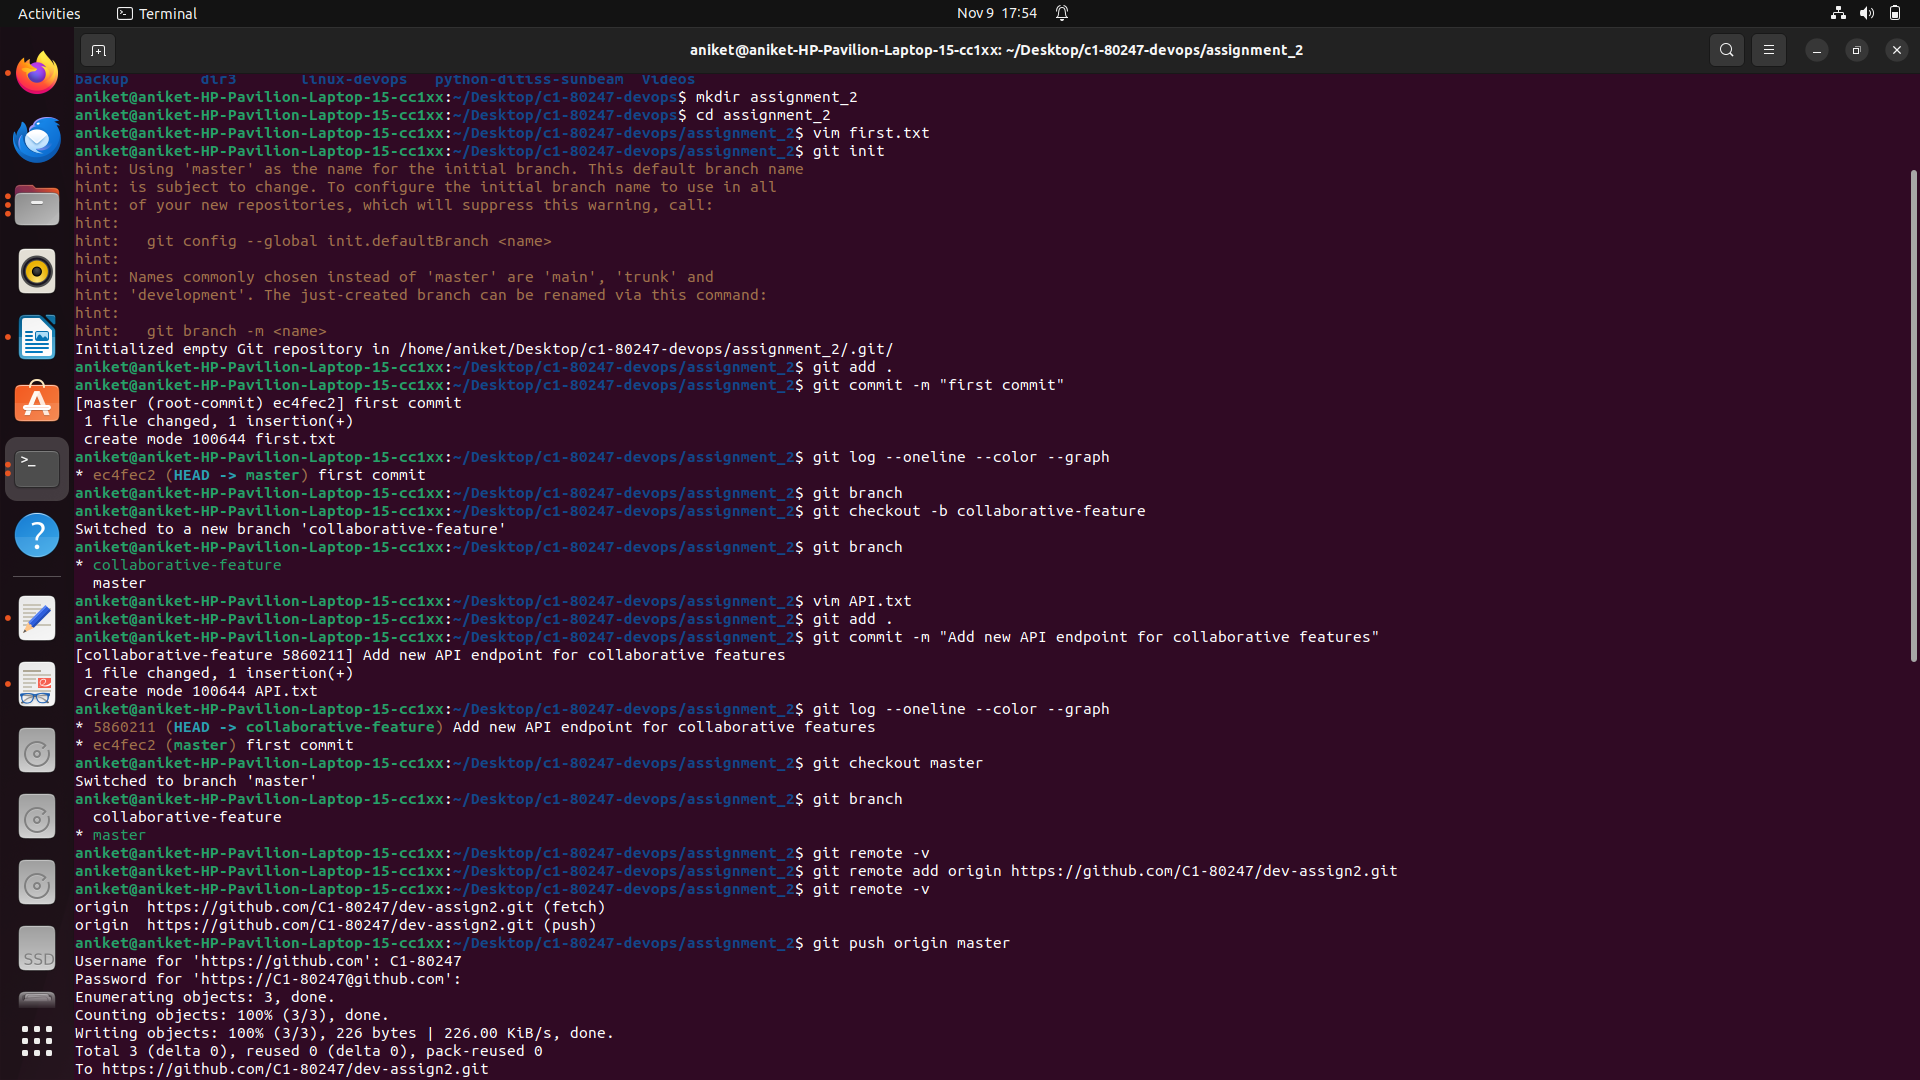 Activities
Terminal
Nov 9 17:54
aniket@aniket-HP-Pavilion-Laptop-15-cc1xx: ~/Desktop/c1-80247-devops/assignment_2
backup dir3 linux-devops python-ditiss-sunbeam Videos
aniket@aniket-HP-Pavilion-Laptop-15-cc1xx:~/Desktop/c1-80247-devops$ mkdir assignment_2
aniket@aniket-HP-Pavilion-Laptop-15-cc1xx:~/Desktop/c1-80247-devops$ cd assignment_2
aniket@aniket-HP-Pavilion-Laptop-15-cc1xx:~/Desktop/c1-80247-devops/assignment_2$ vim first.txt
aniket@aniket-HP-Pavilion-Laptop-15-cc1xx:~/Desktop/c1-80247-devops/assignment_2$ git init
hint: Using 'master' as the name for the initial branch. This default branch name
hint: is subject to change. To configure the initial branch name to use in all
hint: of your new repositories, which will suppress this warning, call:
hint:
hint:   git config --global init.defaultBranch <name>
hint:
hint: Names commonly chosen instead of 'master' are 'main', 'trunk' and
hint: 'development'. The just-created branch can be renamed via this command:
hint:
hint:   git branch -m <name>
Initialized empty Git repository in /home/aniket/Desktop/c1-80247-devops/assignment_2/.git/
aniket@aniket-HP-Pavilion-Laptop-15-cc1xx:~/Desktop/c1-80247-devops/assignment_2$ git add .
aniket@aniket-HP-Pavilion-Laptop-15-cc1xx:~/Desktop/c1-80247-devops/assignment_2$ git commit -m "first commit"
[master (root-commit) ec4fec2] first commit
 1 file changed, 1 insertion(+)
 create mode 100644 first.txt
aniket@aniket-HP-Pavilion-Laptop-15-cc1xx:~/Desktop/c1-80247-devops/assignment_2$ git log --oneline --color --graph
* ec4fec2 (HEAD -> master) first commit
aniket@aniket-HP-Pavilion-Laptop-15-cc1xx:~/Desktop/c1-80247-devops/assignment_2$ git branch
aniket@aniket-HP-Pavilion-Laptop-15-cc1xx:~/Desktop/c1-80247-devops/assignment_2$ git checkout -b collaborative-feature
Switched to a new branch 'collaborative-feature'
aniket@aniket-HP-Pavilion-Laptop-15-cc1xx:~/Desktop/c1-80247-devops/assignment_2$ git branch
* collaborative-feature
  master
aniket@aniket-HP-Pavilion-Laptop-15-cc1xx:~/Desktop/c1-80247-devops/assignment_2$ vim API.txt
aniket@aniket-HP-Pavilion-Laptop-15-cc1xx:~/Desktop/c1-80247-devops/assignment_2$ git add .
aniket@aniket-HP-Pavilion-Laptop-15-cc1xx:~/Desktop/c1-80247-devops/assignment_2$ git commit -m "Add new API endpoint for collaborative features"
[collaborative-feature 5860211] Add new API endpoint for collaborative features
 1 file changed, 1 insertion(+)
 create mode 100644 API.txt
aniket@aniket-HP-Pavilion-Laptop-15-cc1xx:~/Desktop/c1-80247-devops/assignment_2$ git log --oneline --color --graph
* 5860211 (HEAD -> collaborative-feature) Add new API endpoint for collaborative features
* ec4fec2 (master) first commit
aniket@aniket-HP-Pavilion-Laptop-15-cc1xx:~/Desktop/c1-80247-devops/assignment_2$ git checkout master
Switched to branch 'master'
aniket@aniket-HP-Pavilion-Laptop-15-cc1xx:~/Desktop/c1-80247-devops/assignment_2$ git branch
  collaborative-feature
* master
aniket@aniket-HP-Pavilion-Laptop-15-cc1xx:~/Desktop/c1-80247-devops/assignment_2$ git remote -v
aniket@aniket-HP-Pavilion-Laptop-15-cc1xx:~/Desktop/c1-80247-devops/assignment_2$ git remote add origin https://github.com/C1-80247/dev-assign2.git
aniket@aniket-HP-Pavilion-Laptop-15-cc1xx:~/Desktop/c1-80247-devops/assignment_2$ git remote -v
origin  https://github.com/C1-80247/dev-assign2.git (fetch)
origin  https://github.com/C1-80247/dev-assign2.git (push)
aniket@aniket-HP-Pavilion-Laptop-15-cc1xx:~/Desktop/c1-80247-devops/assignment_2$ git push origin master
Username for 'https://github.com': C1-80247
Password for 'https://C1-80247@github.com':
Enumerating objects: 3, done.
Counting objects: 100% (3/3), done.
Writing objects: 100% (3/3), 226 bytes | 226.00 KiB/s, done.
Total 3 (delta 0), reused 0 (delta 0), pack-reused 0
To https://github.com/C1-80247/dev-assign2.git
SSD